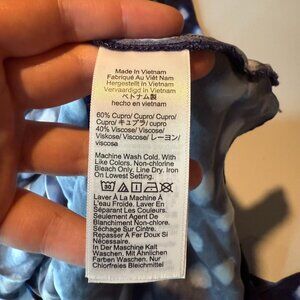 Made In Vietnam
Fabriqué Au Viêt Nam
Hergestellt In Vietnam
Vervaardigd In Vietnam
ベトナム製
hecho en vietnam
60% Cupro/ Cupro/ Cupro/
Cupro/ キュプラ/ cupro
40% Viscose/ Viscose/
Viskose/ Viscose/ レーヨン/
viscosa
Machine Wash Cold, With
Like Colors. Non-chlorine
Bleach Only. Line Dry. Iron
On Lowest Setting.
30
Laver À La Machine À
L'eau Froide. Laver En
Séparant Les Couleurs.
Seulement Agent De
Blanchiment Non-chlore.
Séchage Sur Cintre.
Repasser À Fer Doux Si
Nécessaire.
In Der Maschine Kalt
Waschen. Mit Ähnlichen
Farben Waschen. Nur
Chlorfreies Bleichmittel